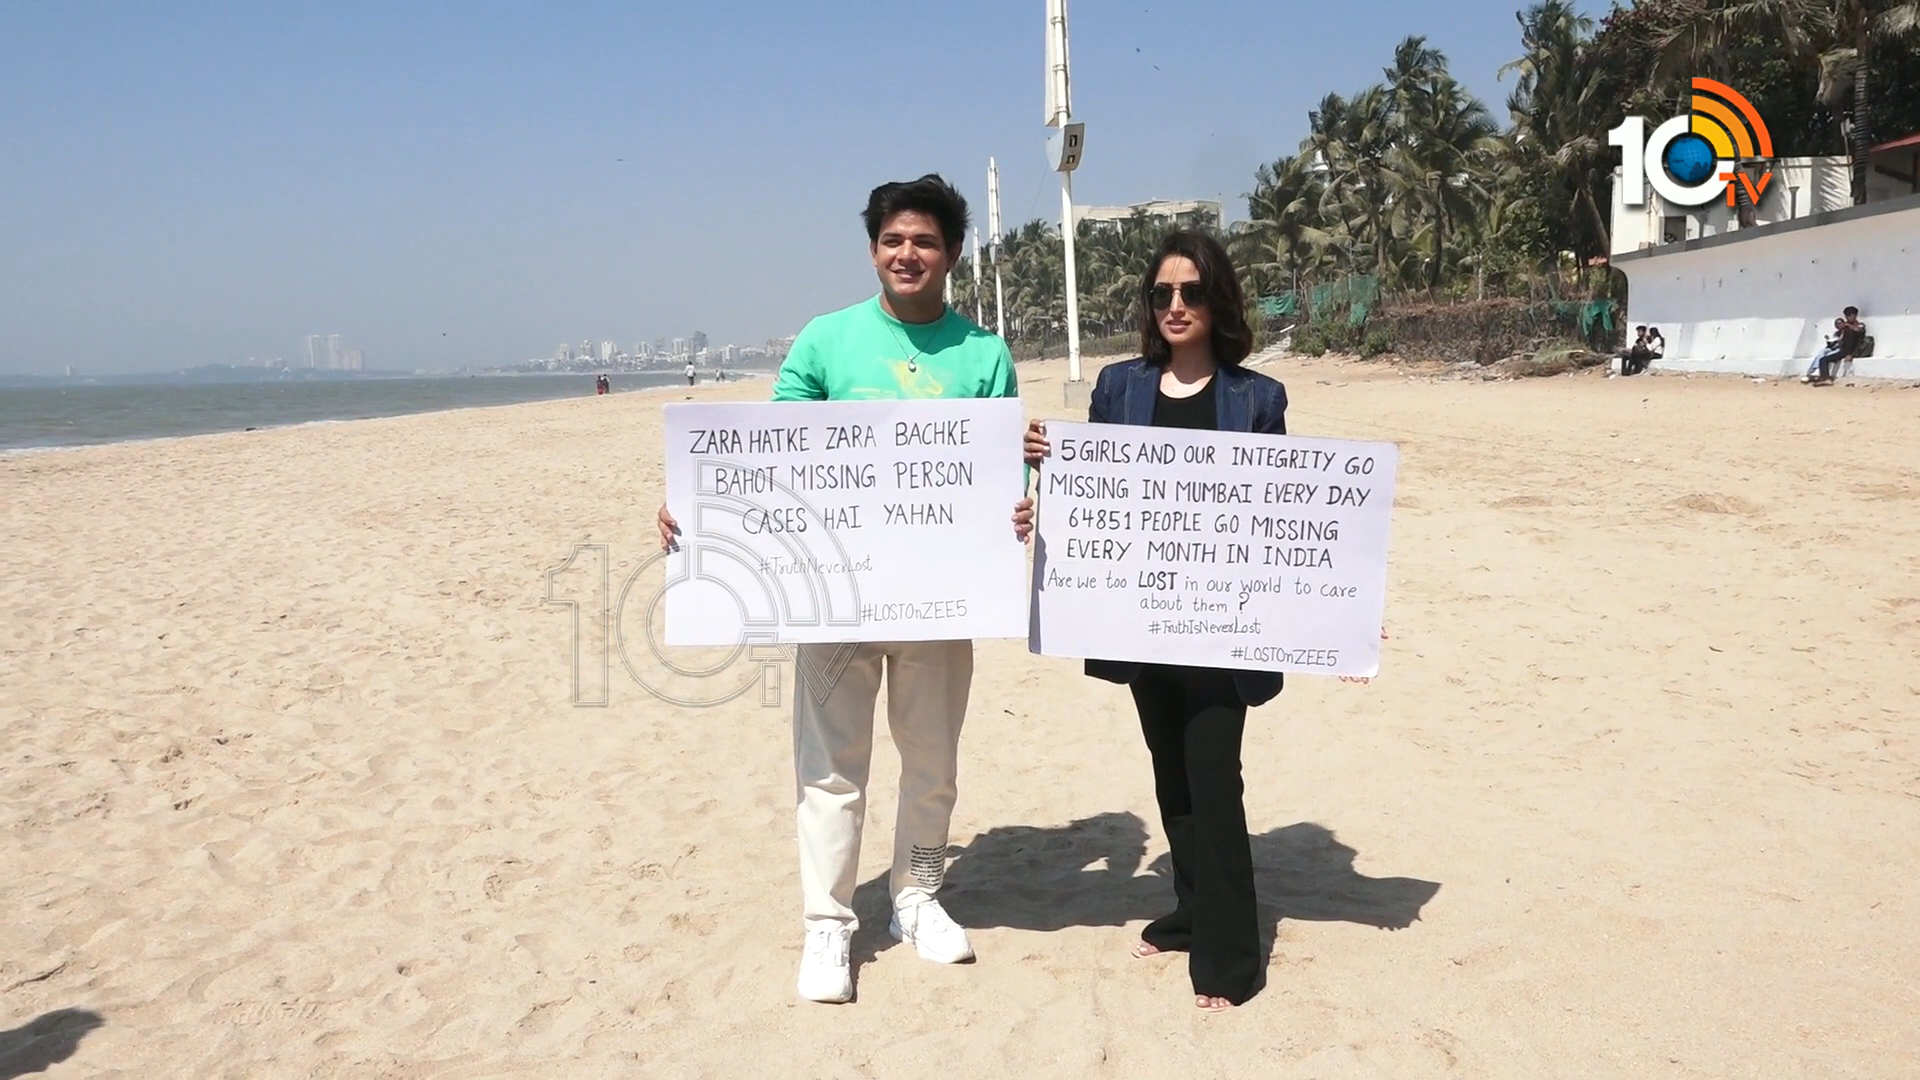 10TV
ZARA HATKE ZARA BACHKE
BAHOT MISSING PERSON
CASES HAI YAHAN
#TruthNeverLost
#LOSTOnZEE5
5 GIRLS AND OUR INTEGRITY GO
MISSING IN MUMBAI EVERY DAY
64851 PEOPLE GO MISSING
EVERY MONTH IN INDIA
Are we too LOST in our world to care
about them ?
#TruthIsNeverLost
#LOSTOnZEE5
10TV